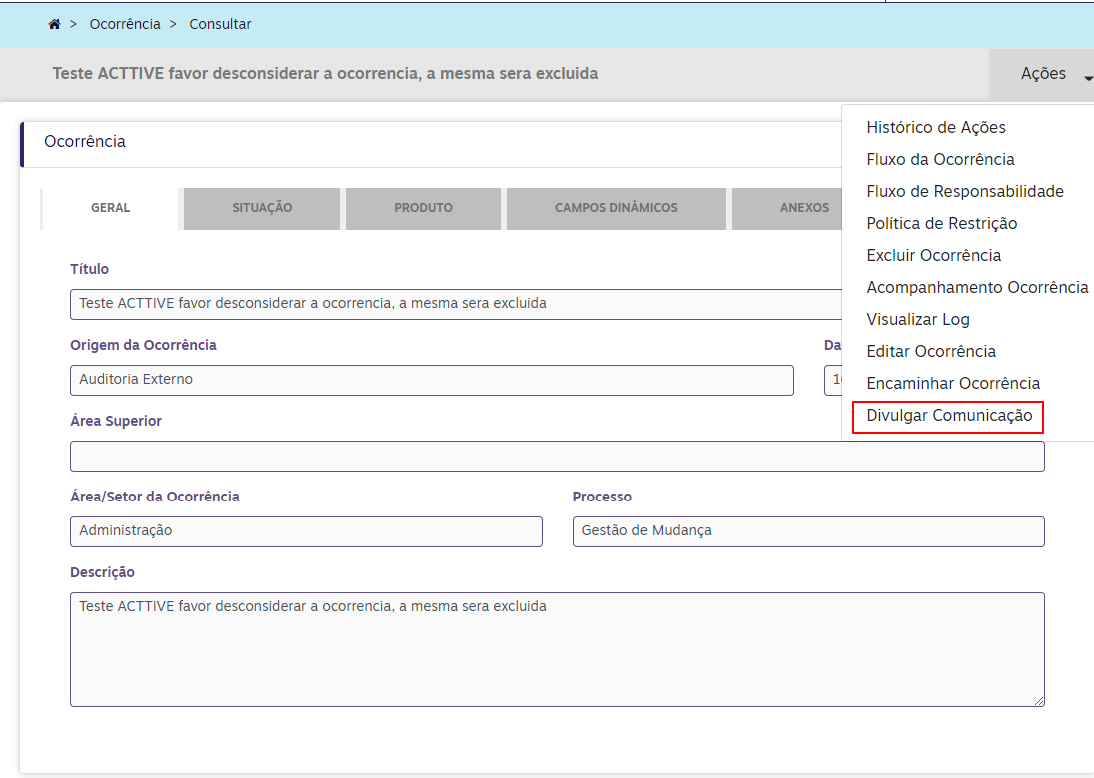 > Ocorrência > Consultar
Teste ACTTIVE favor desconsiderar a ocorrencia, a mesma sera excluida
Ações
Histórico de Ações
Fluxo da Ocorrência
Fluxo de Responsabilidade
Política de Restrição
Excluir Ocorrência
Acompanhamento Ocorrência
Visualizar Log
Editar Ocorrência
Encaminhar Ocorrência
Divulgar Comunicação
Ocorrência
GERAL SITUAÇÃO PRODUTO CAMPOS DINÂMICOS ANEXOS
Título
Teste ACTTIVE favor desconsiderar a ocorrencia, a mesma sera excluida
Origem da Ocorrência
Auditoria Externo
Área Superior
Área/Setor da Ocorrência Processo
Administração Gestão de Mudança
Descrição
Teste ACTTIVE favor desconsiderar a ocorrencia, a mesma sera excluida